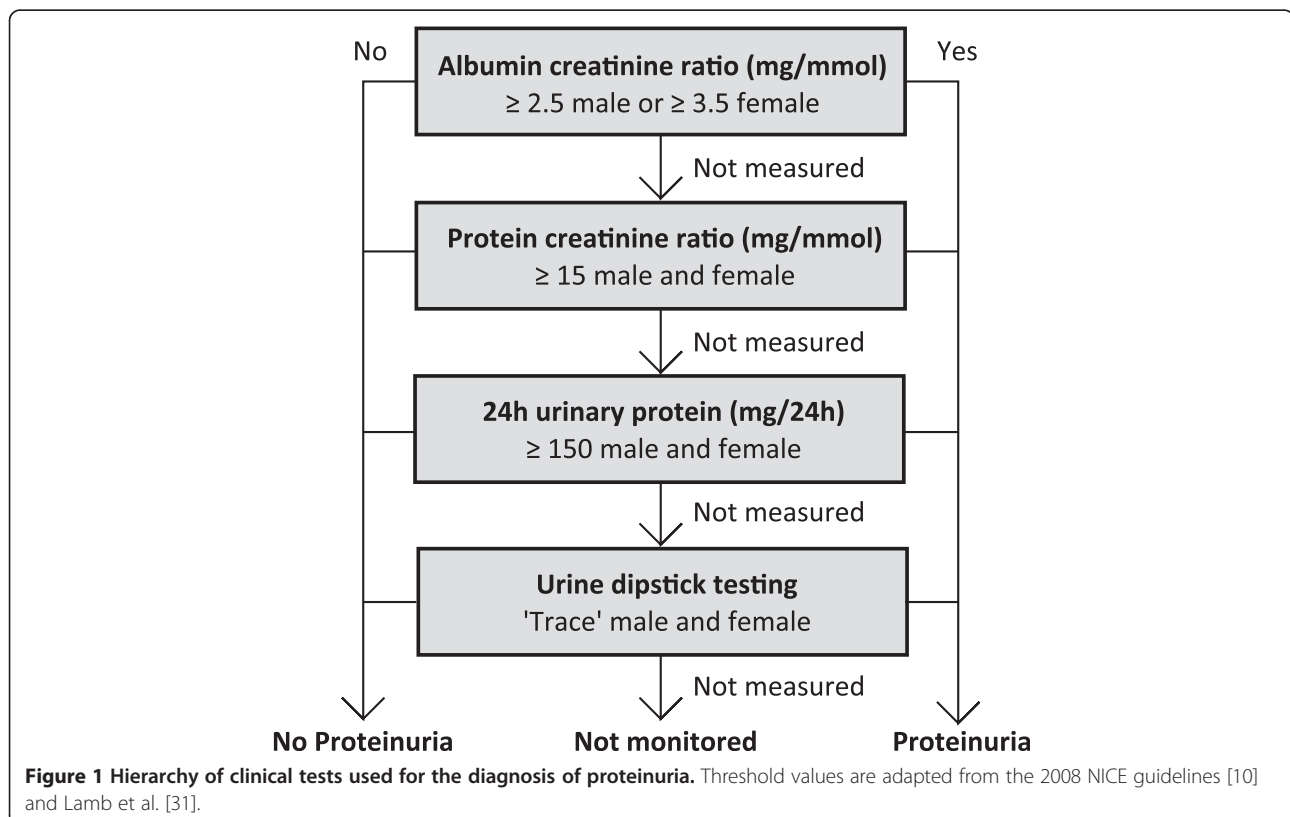 No
Yes
Albumin creatinine ratio (mg/mmol)
≥ 2.5 male or ≥ 3.5 female
Not measured
Protein creatinine ratio (mg/mmol)
≥ 15 male and female
Not measured
24h urinary protein (mg/24h)
≥ 150 male and female
Not measured
Urine dipstick testing
'Trace' male and female
Not measured
No Proteinuria
Not monitored
Proteinuria
Figure 1 Hierarchy of clinical tests used for the diagnosis of proteinuria. Threshold values are adapted from the 2008 NICE guidelines [10]
and Lamb et al. [31].